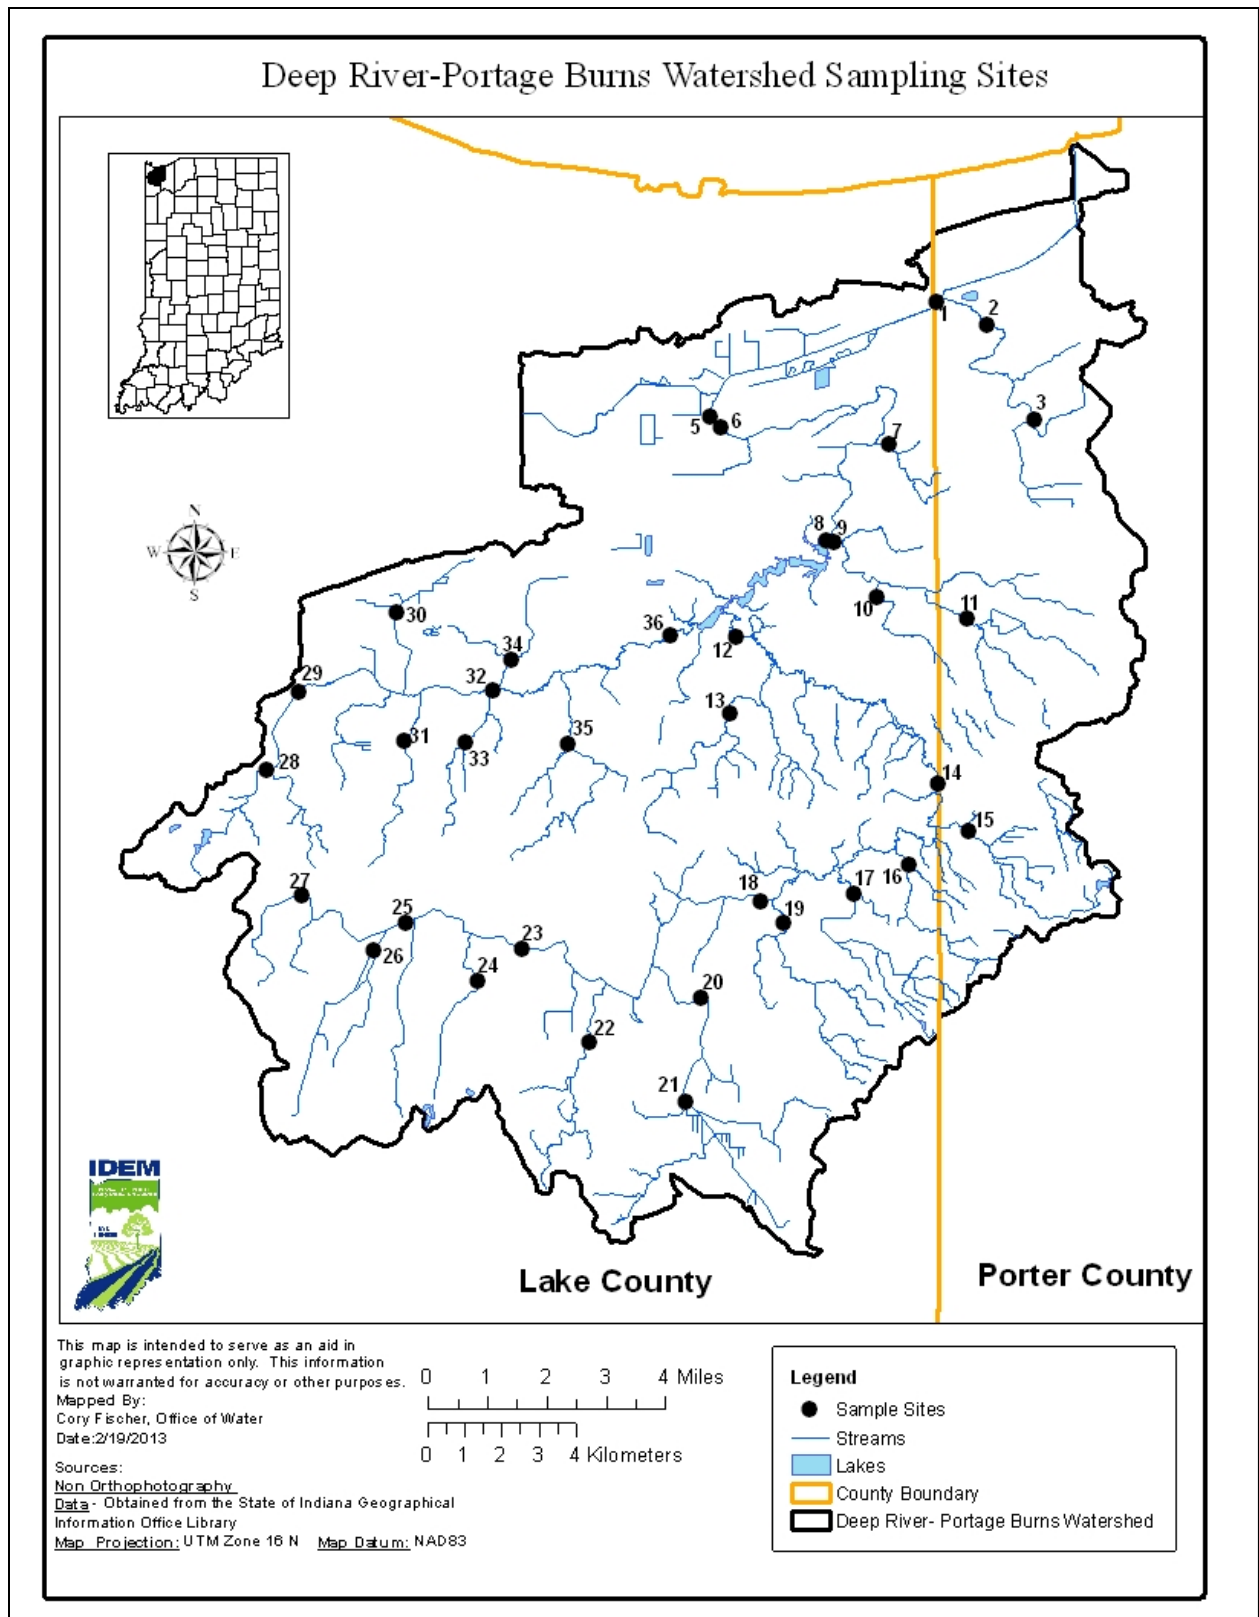 Deep River-Portage Burns Watershed Sampling Sites
1
2
3
5
6
7
8
9
10
11
12
13
14
15
16
17
18
19
20
21
22
23
24
25
26
27
28
29
30
31
32
33
34
35
36
N
W
E
S
IDEM
Lake County
Porter County
This map is intended to serve as an aid in
graphic representation only. This information
is not warranted for accuracy or other purposes.
Mapped By:
Cory Fischer, Office of Water
Date:2/19/2013
Sources:
Non Orthophotography
Data - Obtained from the State of Indiana Geographical
Information Office Library
Map Projection: UTM Zone 16 N Map Datum: NAD83
0 1 2 3 4 Miles
0 1 2 3 4 Kilometers
Legend
Sample Sites
Streams
Lakes
County Boundary
Deep River- Portage Burns Watershed